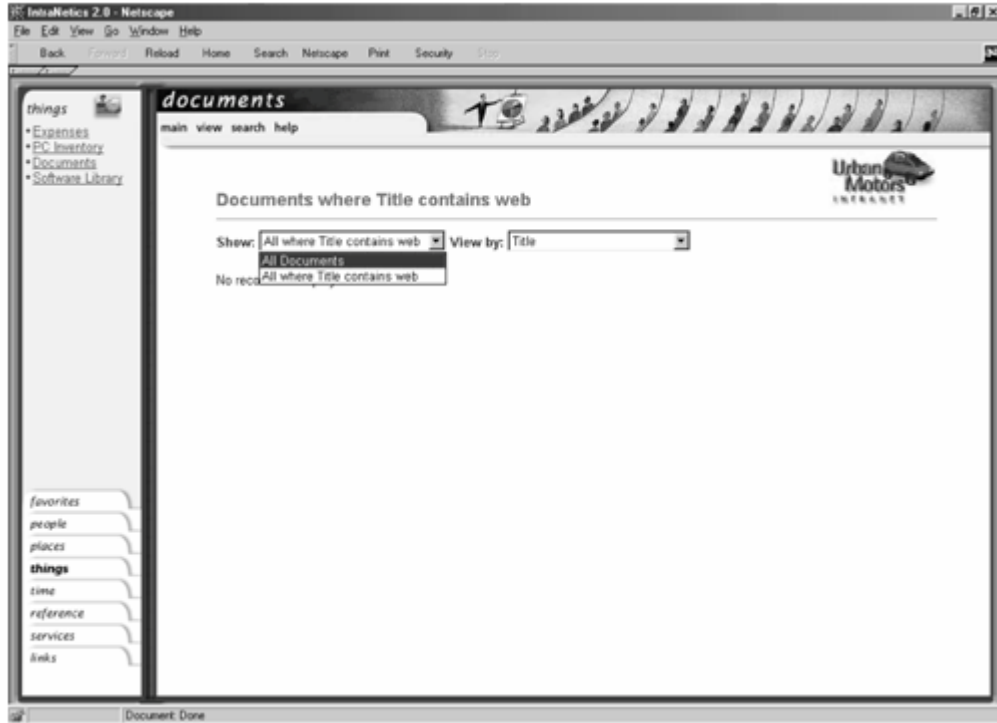 IntraNetics 2.0 - Netscape
File Edit View Go Window Help
Back Forward Reload Home Search Netscape Print Security Stop
things
Expenses
PC Inventory
Documents
Software Library
documents
main view search help
Urban
Motors
INTRANET
Documents where Title contains web
Show: All where Title contains web View by: Title
All Documents
All where Title contains web
No
favorites
people
places
things
time
reference
services
links
Document: Done